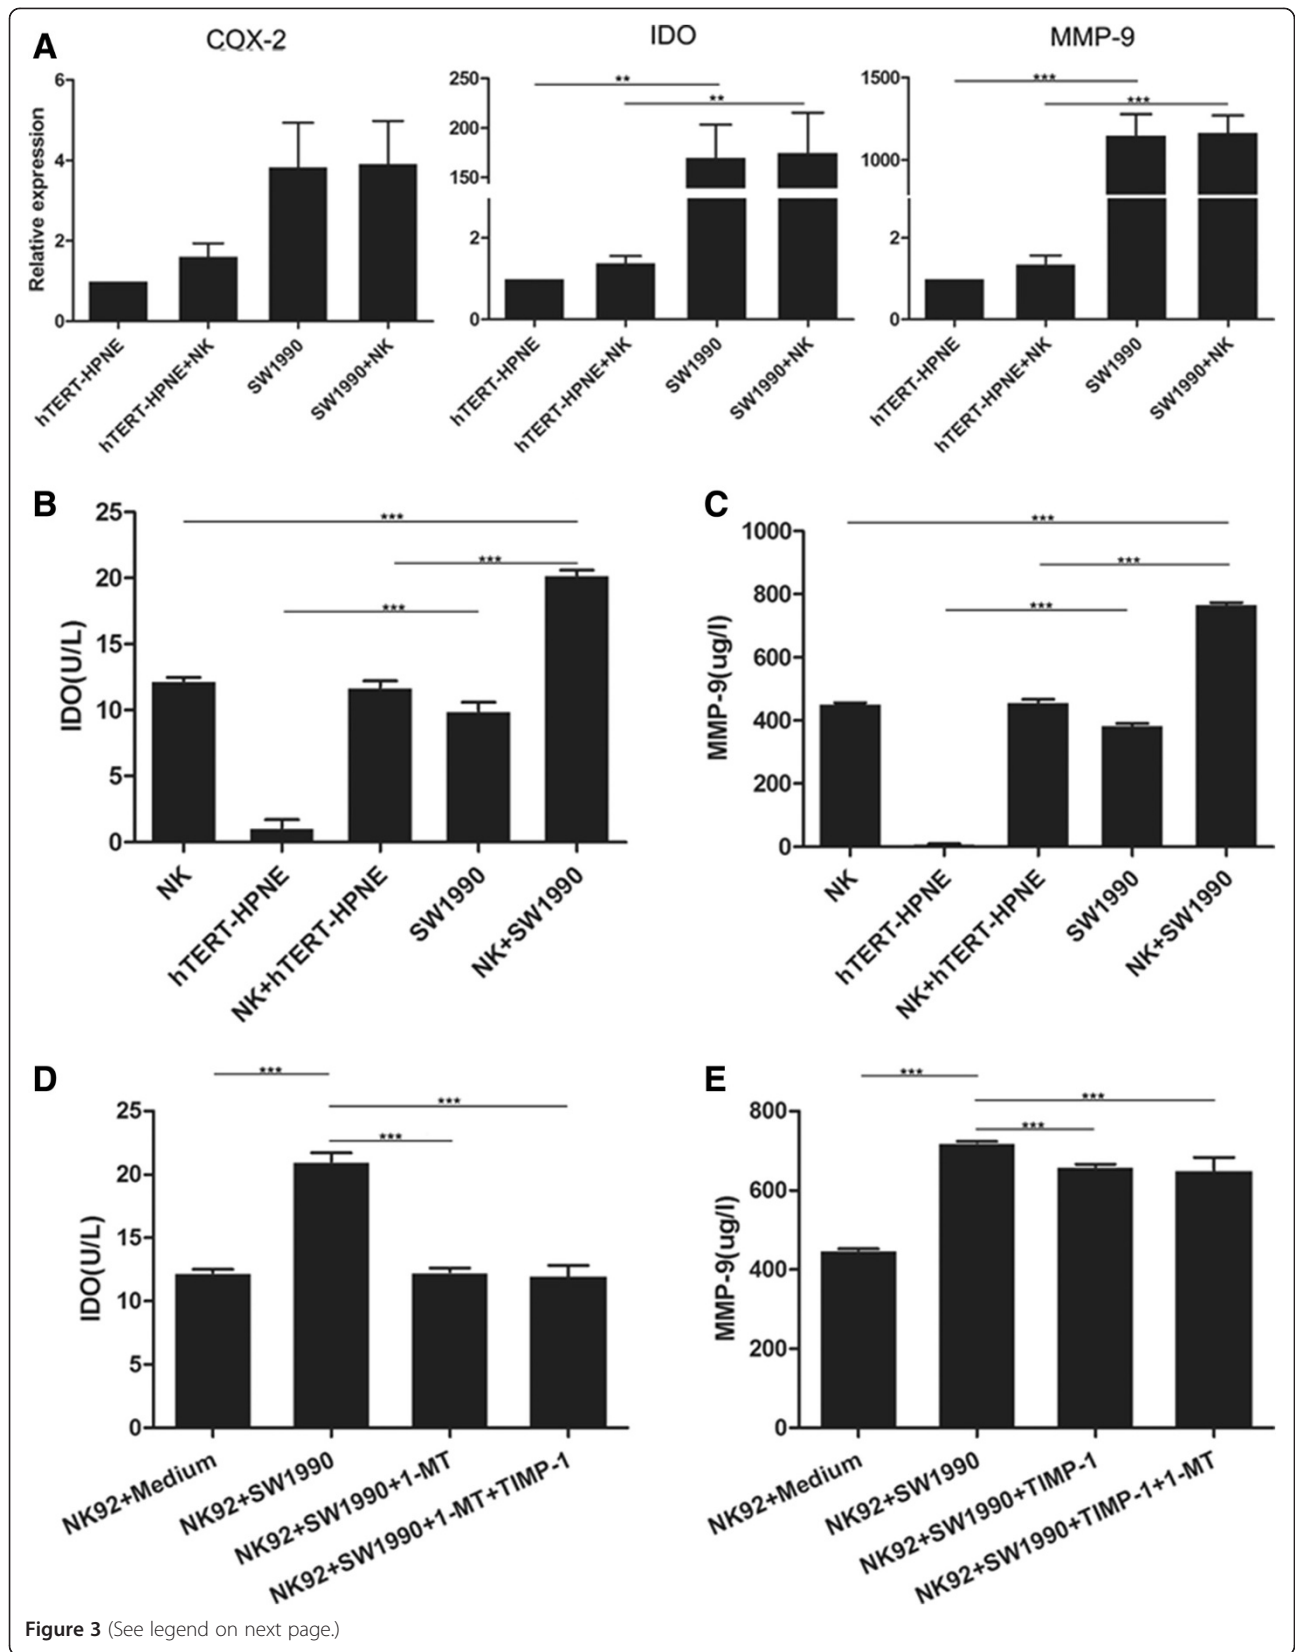 A
COX-2
IDO
MMP-9
Relative expression
6
4
2
0
hTERT-HPNE
hTERT-HPNE+NK
SW1990
SW1990+NK
250
200
150
2
0
**
**
hTERT-HPNE
hTERT-HPNE+NK
SW1990
SW1990+NK
1500
1000
2
0
***
***
hTERT-HPNE
hTERT-HPNE+NK
SW1990
SW1990+NK
B
IDO(U/L)
25
20
15
10
5
0
***
***
***
NK
hTERT-HPNE
NK+hTERT-HPNE
SW1990
NK+SW1990
C
MMP-9(ug/l)
1000
800
600
400
200
0
***
***
***
NK
hTERT-HPNE
NK+hTERT-HPNE
SW1990
NK+SW1990
D
IDO(U/L)
25
20
15
10
5
0
***
***
***
NK92+Medium
NK92+SW1990
NK92+SW1990+1-MT
NK92+SW1990+1-MT+TIMP-1
E
MMP-9(ug/l)
800
600
400
200
0
***
***
***
NK92+Medium
NK92+SW1990
NK92+SW1990+TIMP-1
NK92+SW1990+TIMP-1+1-MT
Figure 3 (See legend on next page.)